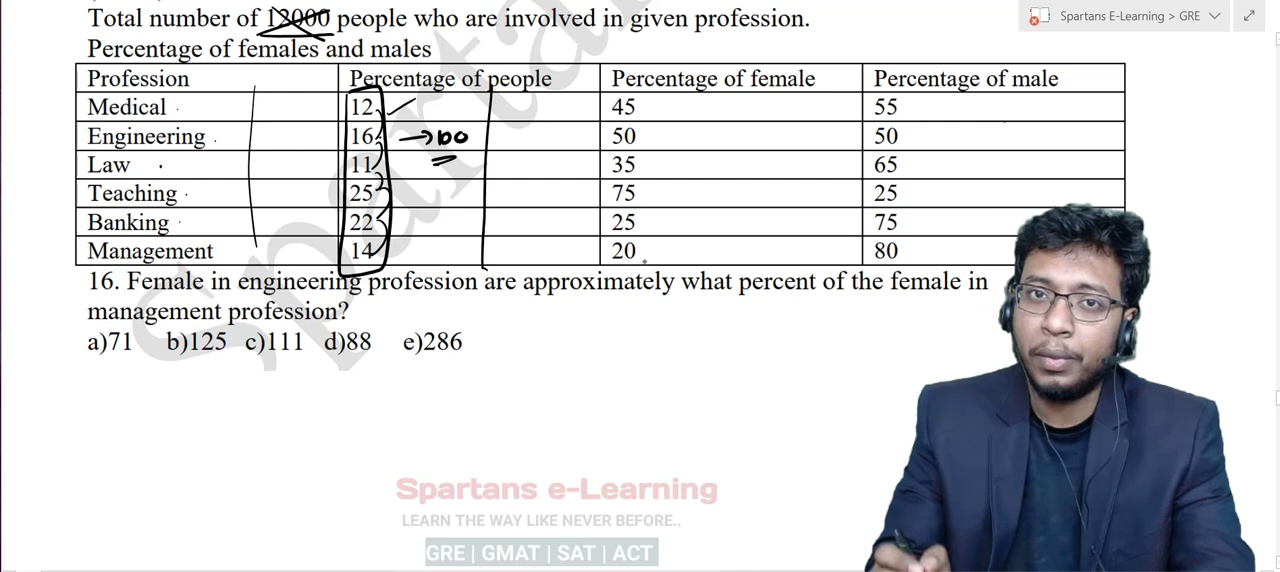 Total number of 12000 people who are involved in given profession.
Spartans E-Learning > GRE
Percentage of females and males
Profession Percentage of people Percentage of female Percentage of male
Medical 12 45 55
Engineering 16 → 100 50 50
Law 11 35 65
Teaching 25 75 25
Banking 22 25 75
Management 14 20 80
16. Female in engineering profession are approximately what percent of the female in
management profession?
a)71 b)125 c)111 d)88 e)286
Spartans e-Learning
LEARN THE WAY LIKE NEVER BEFORE..
GRE | GMAT | SAT | ACT
Sparta